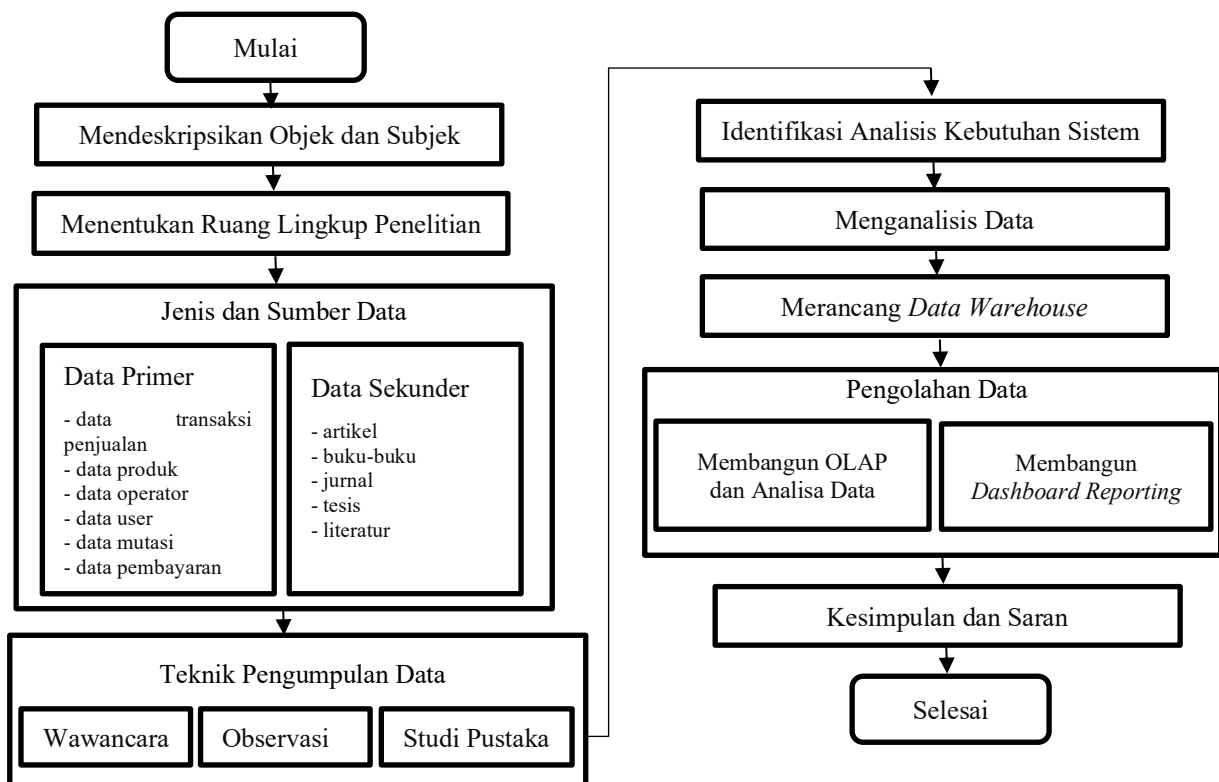 Mulai
Mendeskripsikan Objek dan Subjek
Menentukan Ruang Lingkup Penelitian
Jenis dan Sumber Data
Data Primer
- data transaksi
penjualan
- data produk
- data operator
- data user
- data mutasi
- data pembayaran
Data Sekunder
- artikel
- buku-buku
- jurnal
- tesis
- literatur
Teknik Pengumpulan Data
Wawancara
Observasi
Studi Pustaka
Identifikasi Analisis Kebutuhan Sistem
Menganalisis Data
Merancang Data Warehouse
Pengolahan Data
Membangun OLAP
dan Analisa Data
Membangun
Dashboard Reporting
Kesimpulan dan Saran
Selesai